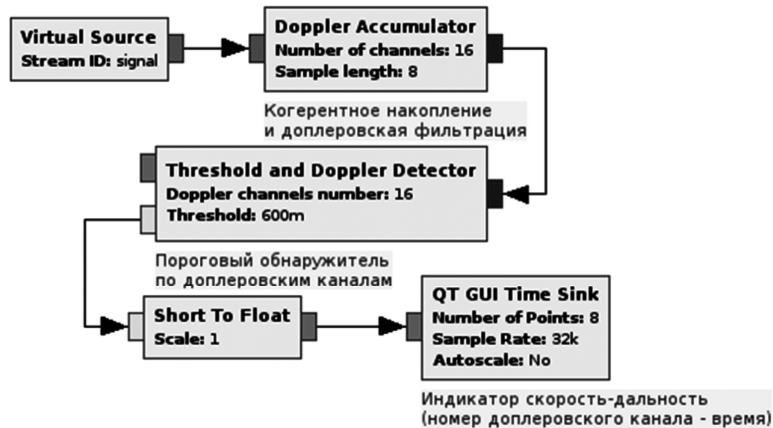 Virtual Source
Stream ID: signal
Doppler Accumulator
Number of channels: 16
Sample length: 8
Когерентное накопление
и доплеровская фильтрация
Threshold and Doppler Detector
Doppler channels number: 16
Threshold: 600m
Пороговый обнаружитель
по доплеровским каналам
Short To Float
Scale: 1
QT GUI Time Sink
Number of Points: 8
Sample Rate: 32k
Autoscale: No
Индикатор скорость-дальность
(номер доплеровского канала - время)